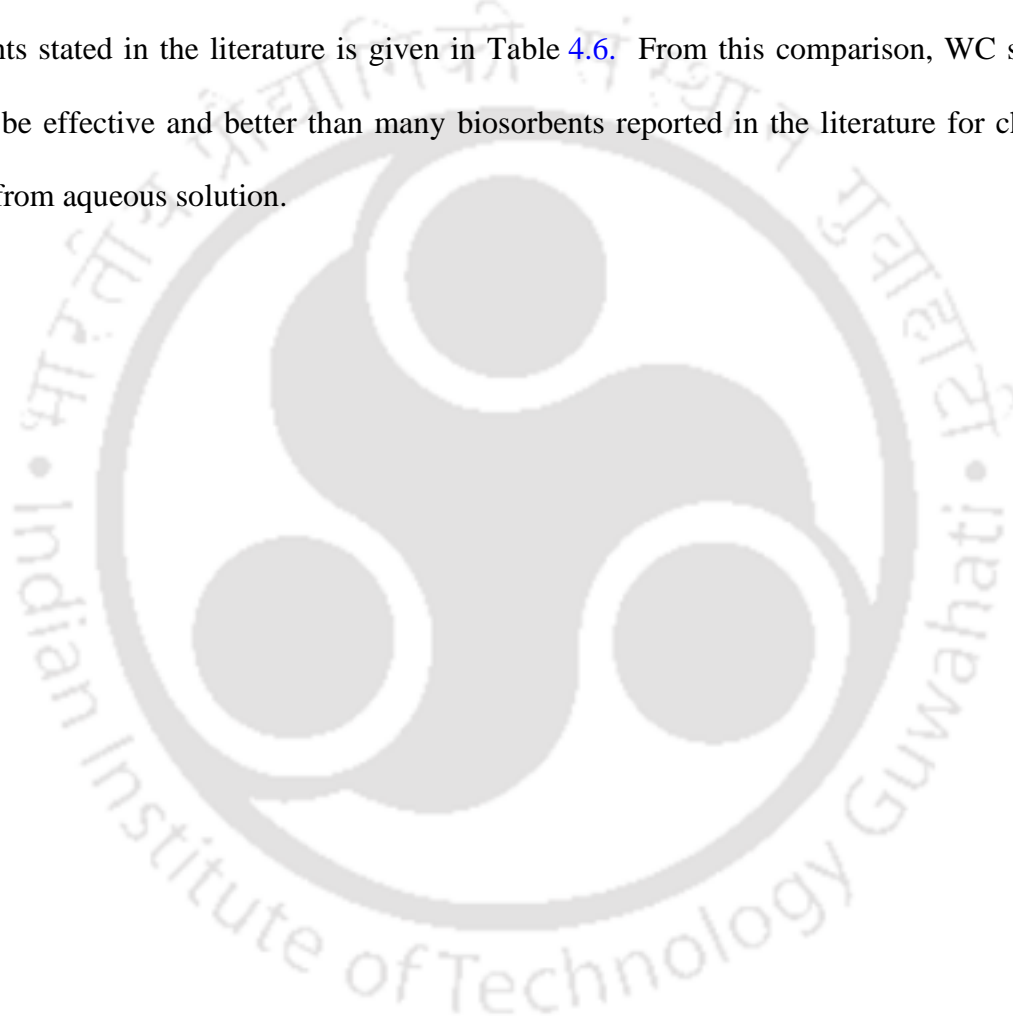 nts stated in the literature is given in Table 4.6. From this comparison, WC s
be effective and better than many biosorbents reported in the literature for cl
from aqueous solution.
भारतीय प्रौद्योगिकी संस्थान गुवाहाटी
• Indian Institute of Technology Guwahati •